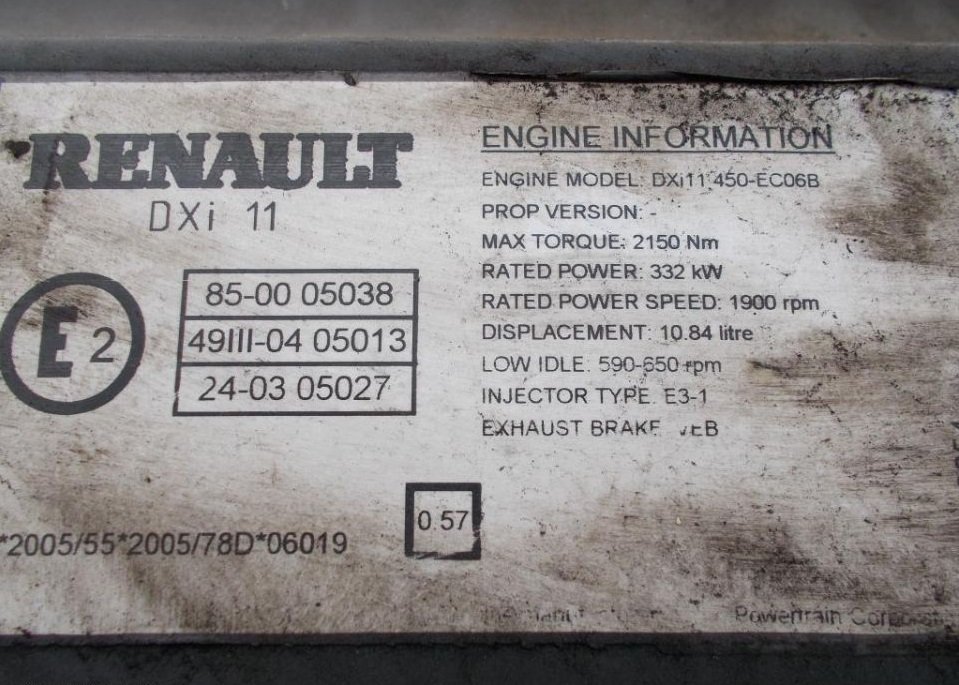 RENAULT
DXi 11
E 2
85-00 05038
49III-04 05013
24-03 05027
*2005/55*2005/78D*06019
0.57
ENGINE INFORMATION
ENGINE MODEL: DXi11 450-EC06B
PROP VERSION: -
MAX TORQUE: 2150 Nm
RATED POWER: 332 kW
RATED POWER SPEED: 1900 rpm
DISPLACEMENT: 10.84 litre
LOW IDLE: 590-650 rpm
INJECTOR TYPE: E3-1
EXHAUST BRAKE
Powertrain